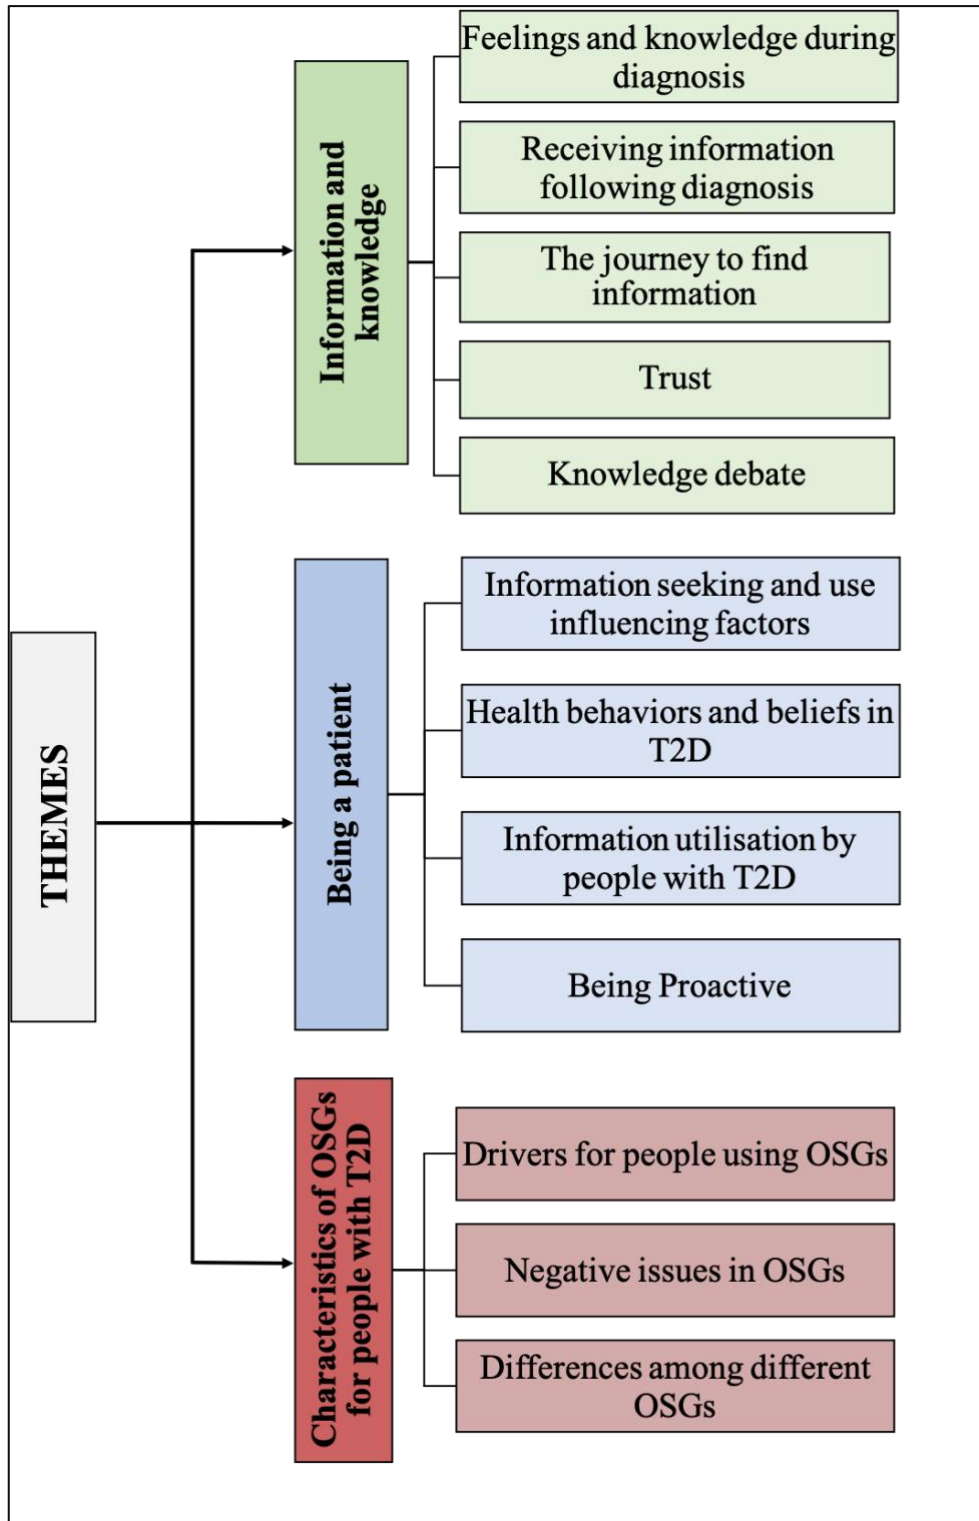 THEMES
Information and
knowledge
Feelings and knowledge during
diagnosis
Receiving information
following diagnosis
The journey to find
information
Trust
Knowledge debate
Being a patient
Information seeking and use
influencing factors
Health behaviors and beliefs in
T2D
Information utilisation by
people with T2D
Being Proactive
Characteristics of OSGs
for people with T2D
Drivers for people using OSGs
Negative issues in OSGs
Differences among different
OSGs